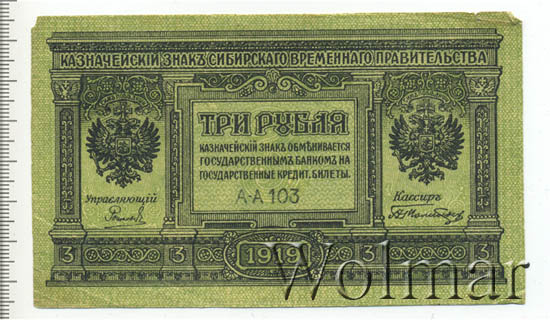 КАЗНАЧЕЙСКІЙ ЗНАКЪ СИБИРСКАГО ВРЕМЕННАГО ПРАВИТЕЛЬСТВА
ТРИ РУБЛЯ
КАЗНАЧЕЙСКІЙ ЗНАКЪ ОБМѢНИВАЕТСЯ
ГОСУДАРСТВЕННЫМЪ БАНКОМЪ НА
ГОСУДАРСТВЕННЫЕ КРЕДИТ. БИЛЕТЫ.
А-А 103
Управляющій
Кассиръ
3 3 1919 3 3
Wolmar